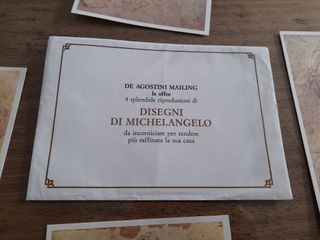 DE AGOSTINI MAILING
le offre
4 splendide riproduzioni di
DISEGNI
DI MICHELANGELO
da incorniciare per rendere
più raffinata la sua casa